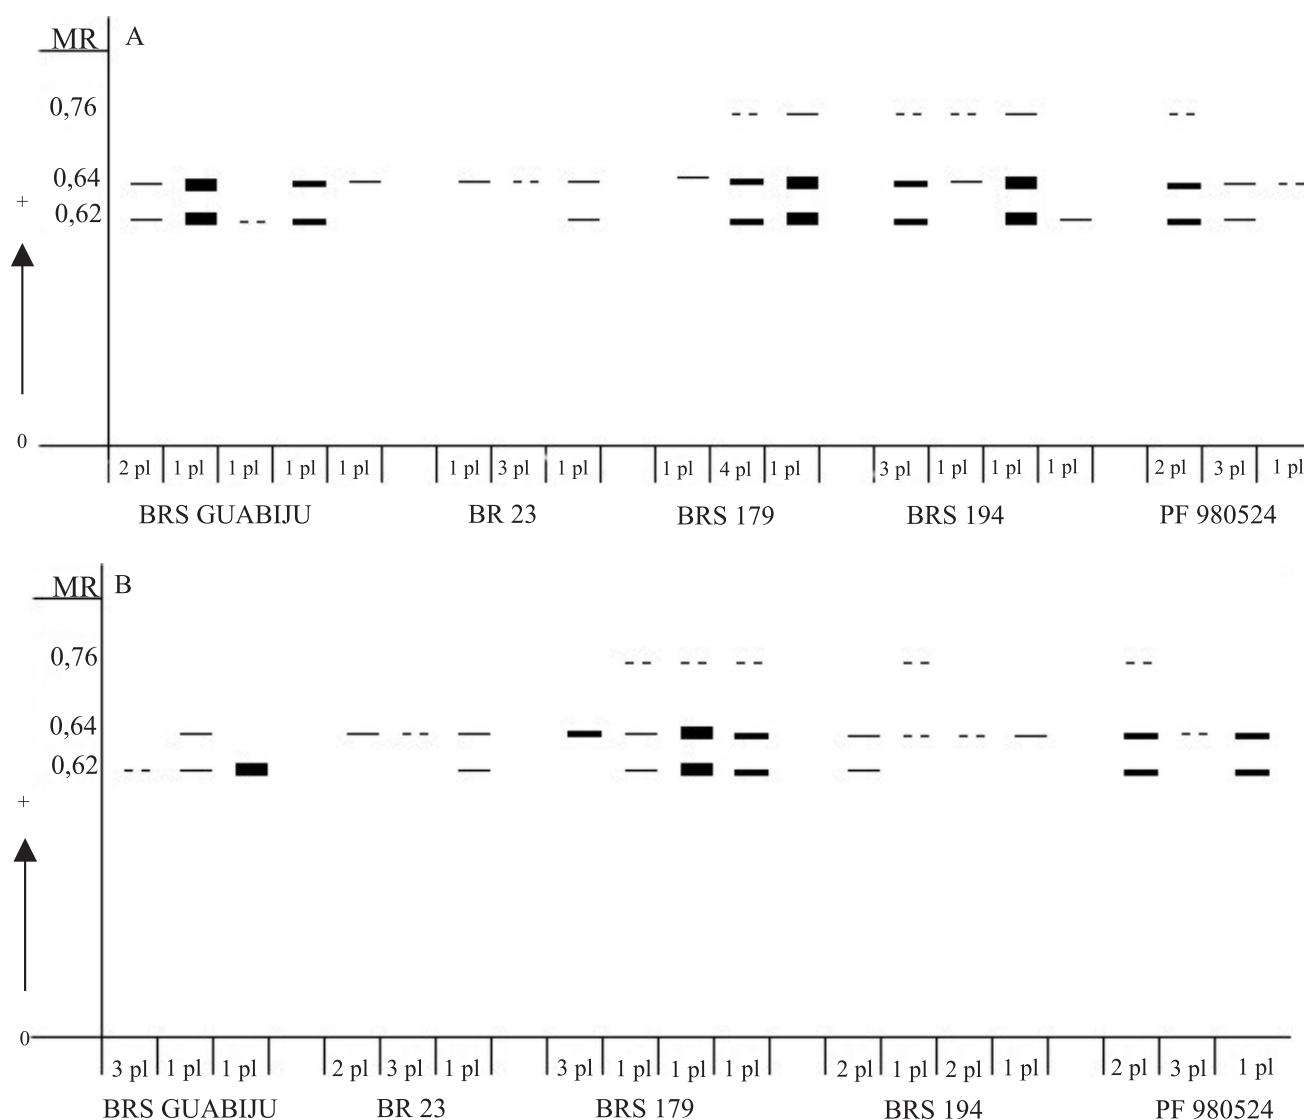 MR A
0,76
0,64
+
0,62
0
2 pl 1 pl 1 pl 1 pl 1 pl 1 pl 3 pl 1 pl 1 pl 4 pl 1 pl 3 pl 1 pl 1 pl 1 pl 2 pl 3 pl 1 pl
BRS GUABIJU BR 23 BRS 179 BRS 194 PF 980524
MR B
0,76
0,64
0,62
+
0
3 pl 1 pl 1 pl 2 pl 3 pl 1 pl 3 pl 1 pl 1 pl 1 pl 2 pl 1 pl 2 pl 1 pl 2 pl 3 pl 1 pl
BRS GUABIJU BR 23 BRS 179 BRS 194 PF 980524